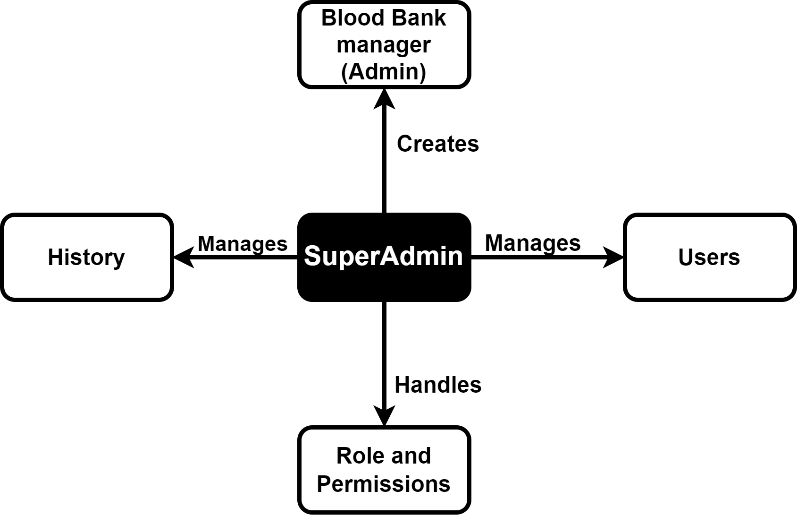 Blood Bank
manager
(Admin)
Creates
History
Manages
SuperAdmin
Manages
Users
Handles
Role and
Permissions